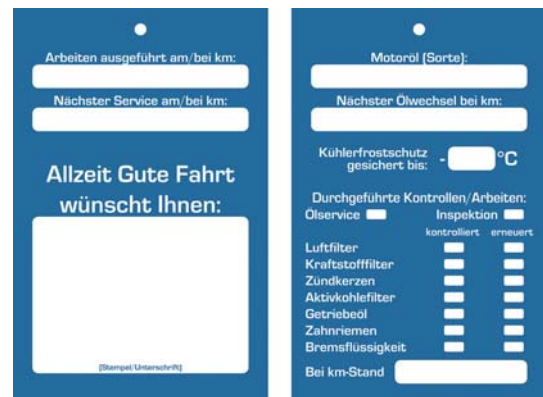 Arbeiten ausgeführt am/bei km:
Nächster Service am/bei km:
Allzeit Gute Fahrt
wünscht Ihnen:
(Stempel/Unterschrift)
Motoröl (Sorte):
Nächster Ölwechsel bei km:
Kühlerfrostschutz
gesichert bis: - °C
Durchgeführte Kontrollen/Arbeiten:
Ölservice Inspektion
kontrolliert erneuert
Luftfilter
Kraftstofffilter
Zündkerzen
Aktivkohlefilter
Getriebeöl
Zahnriemen
Bremsflüssigkeit
Bei km-Stand